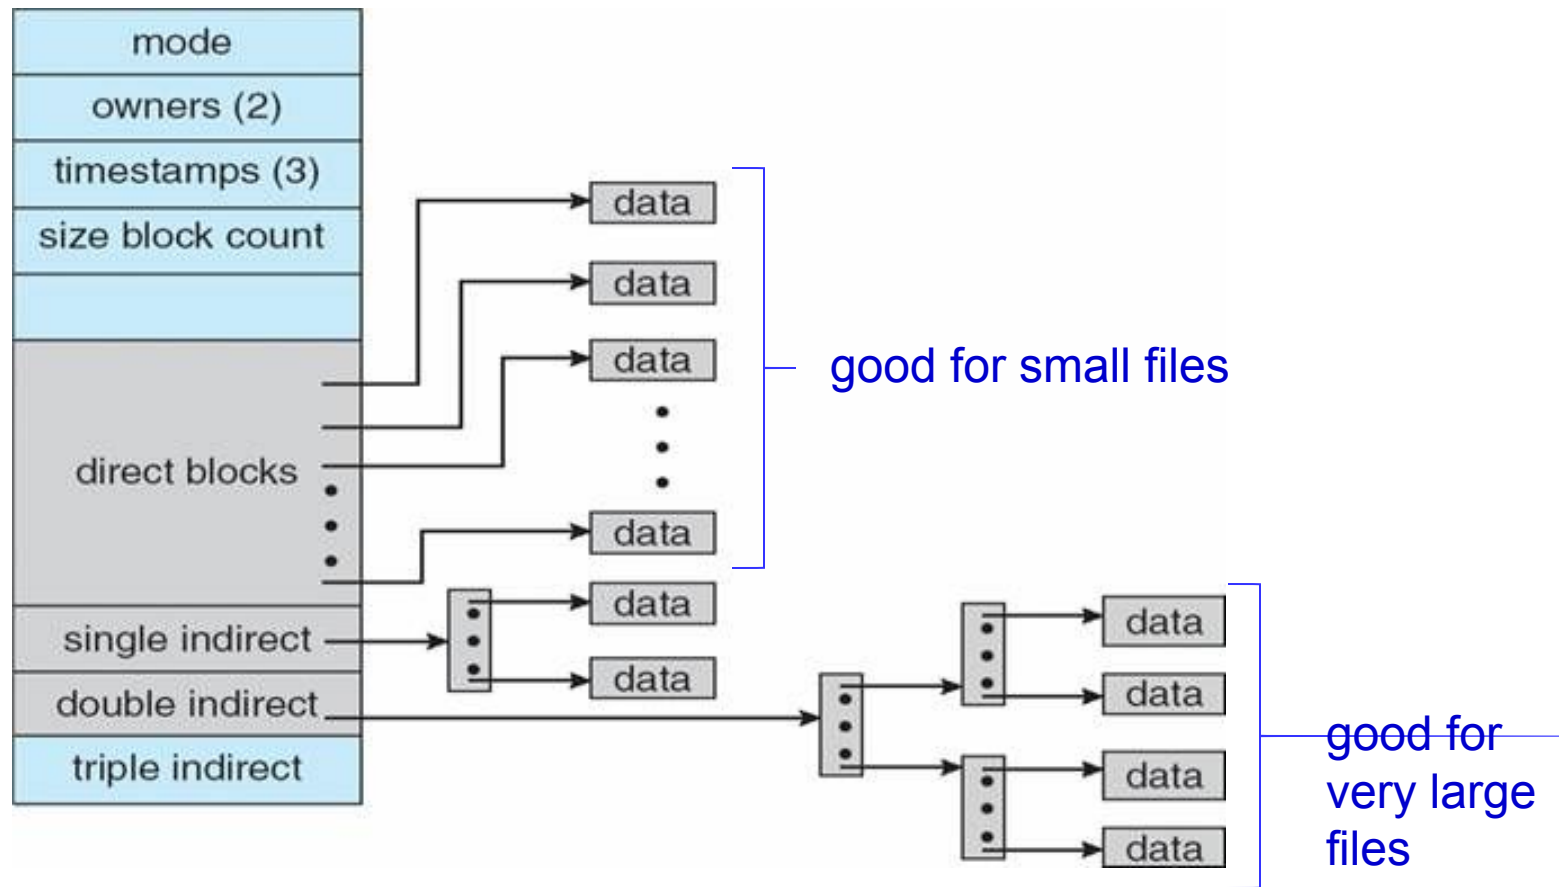 mode
owners (2)
timestamps (3)
size block count
direct blocks
single indirect
double indirect
triple indirect
data
data
data
data
data
data
good for small files
data
data
data
data
good for
very large
files